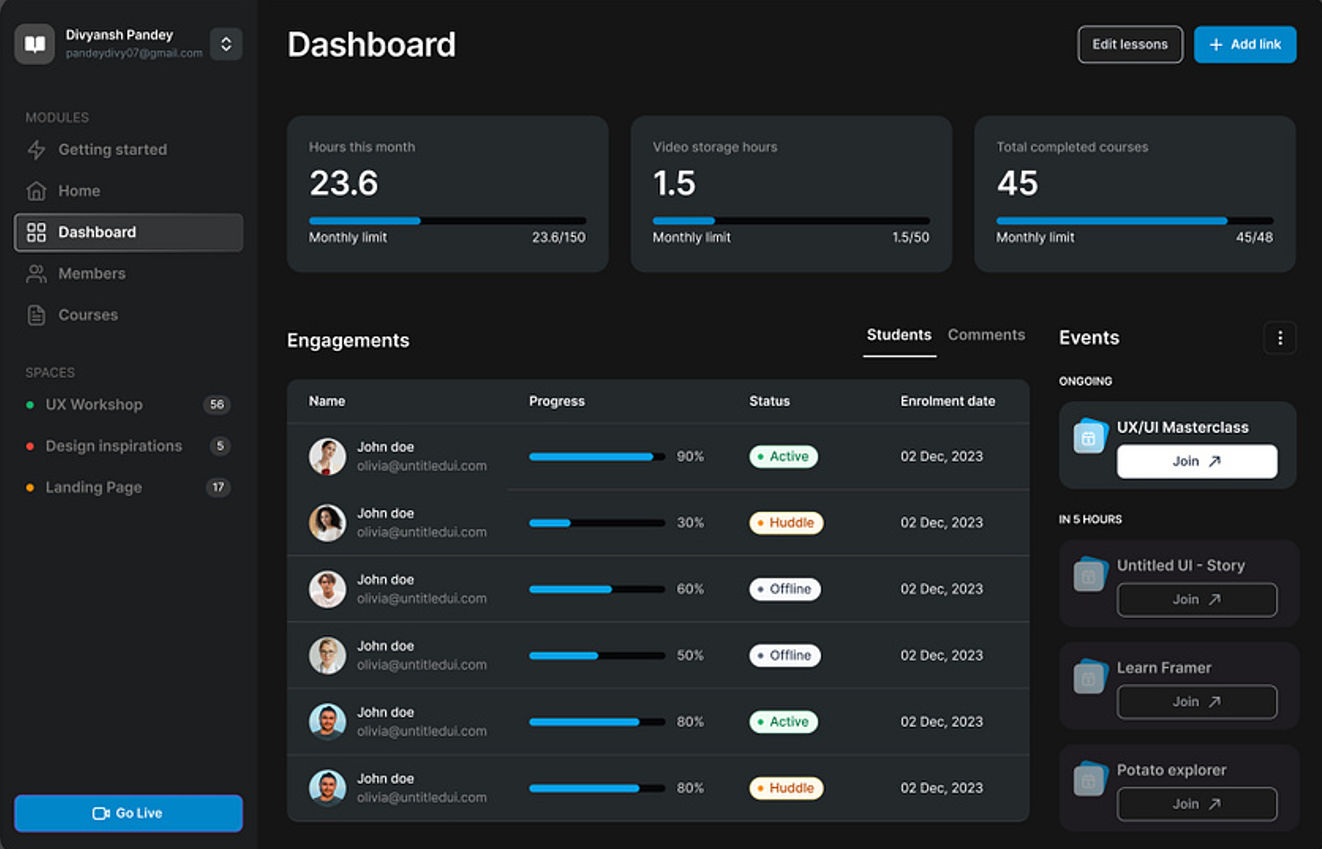 Divyansh Pandey
pandeydivy07@gmail.com
MODULES
Getting started
Home
Dashboard
Members
Courses
SPACES
UX Workshop 56
Design inspirations 5
Landing Page 17
Go Live
Dashboard
Edit lessons
+ Add link
Hours this month
23.6
Monthly limit 23.6/150
Video storage hours
1.5
Monthly limit 1.5/50
Total completed courses
45
Monthly limit 45/48
Engagements
Students Comments
Name Progress Status Enrolment date
John doe
olivia@untitledui.com
90% Active 02 Dec, 2023
John doe
olivia@untitledui.com
30% Huddle 02 Dec, 2023
John doe
olivia@untitledui.com
60% Offline 02 Dec, 2023
John doe
olivia@untitledui.com
50% Offline 02 Dec, 2023
John doe
olivia@untitledui.com
80% Active 02 Dec, 2023
John doe
olivia@untitledui.com
80% Huddle 02 Dec, 2023
Events
ONGOING
UX/UI Masterclass
Join
IN 5 HOURS
Untitled UI - Story
Join
Learn Framer
Join
Potato explorer
Join